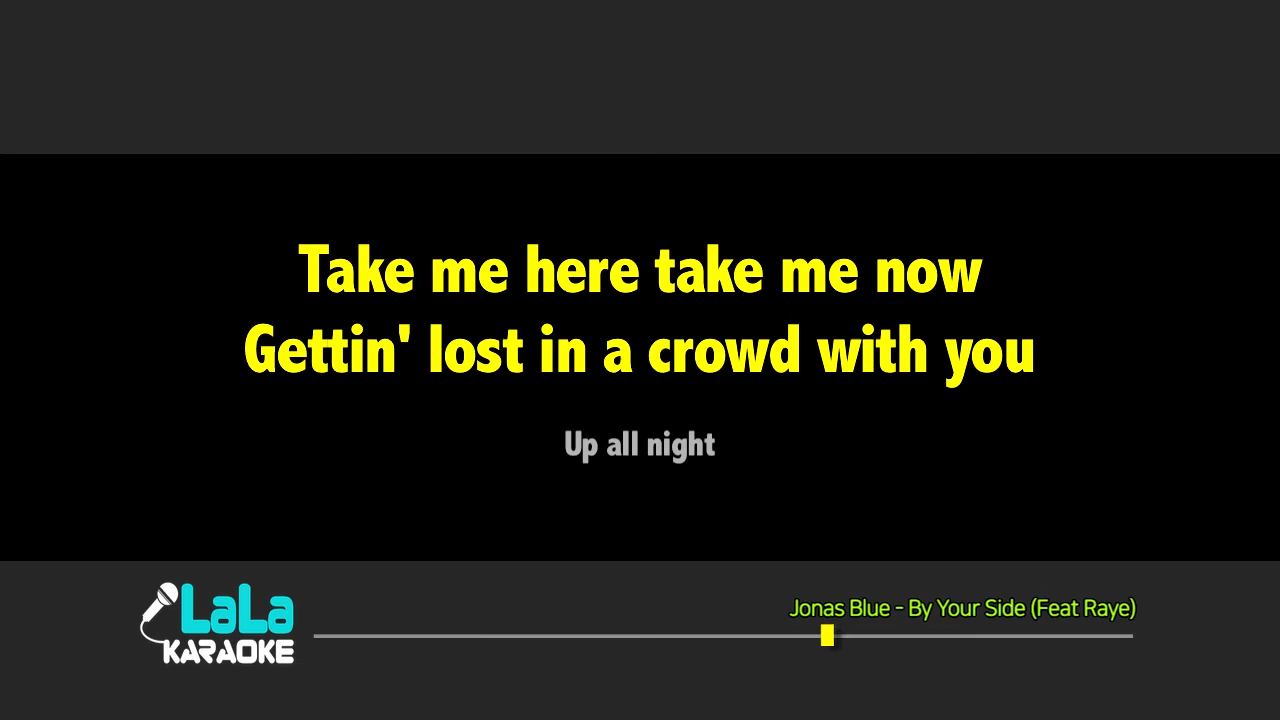 Take me here take me now
Gettin' lost in a crowd with you
Up all night
Jonas Blue - By Your Side (Feat Raye)
LaLa
KARAOKE